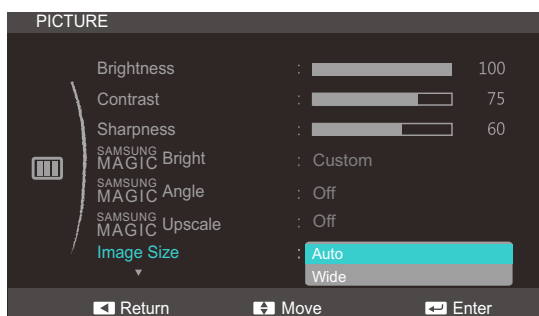 PICTURE
Brightness : 100
Contrast : 75
Sharpness : 60
SAMSUNG MAGIC Bright : Custom
SAMSUNG MAGIC Angle : Off
SAMSUNG MAGIC Upscale : Off
Image Size : Auto
Wide
Return Move Enter